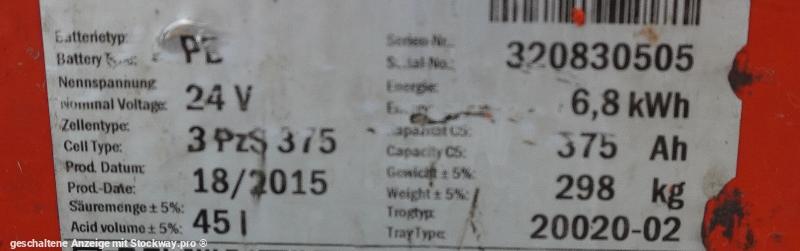 Batterietyp:
Battery
Nennspannung
Nominal Voltage: 24 V
Zellentype:
Cell Type: 3 PzS 375
Prod. Datum:
Prod.-Date: 18/2015
Säuremenge ± 5%:
Acid volume ± 5%: 45 l
Serien-Nr.
Serial-No.: 320830505
Energie:
6,8 kWh
Kapazität C5:
Capacity C5: 375 Ah
Gewicht ± 5%:
Weight ± 5%: 298 kg
Trogtyp:
Tray Type: 20020-02
geschaltene Anzeige mit Stockway.pro ®